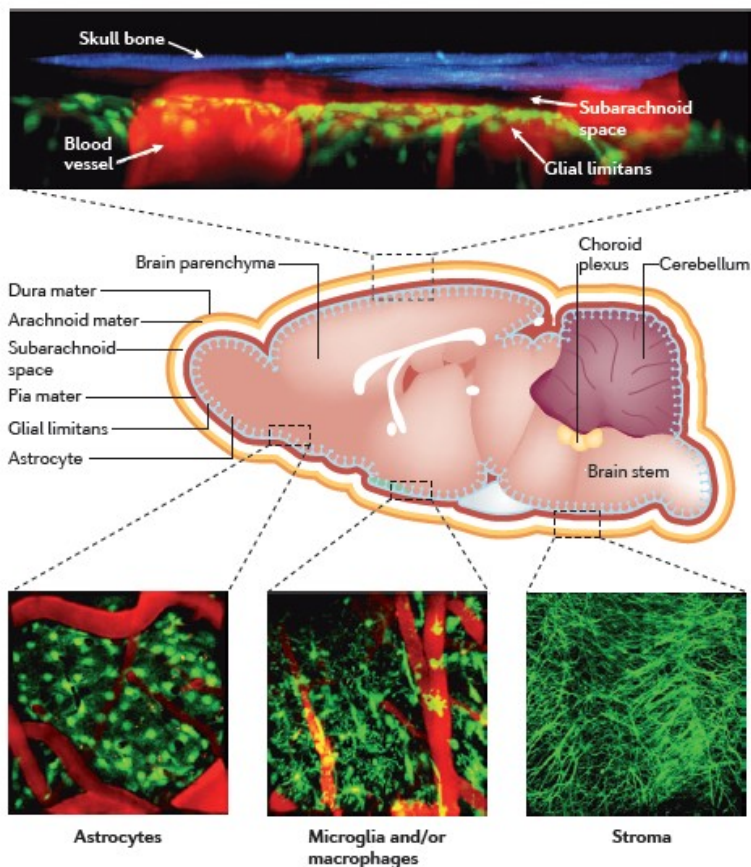 Skull bone
Subarachnoid
space
Blood
vessel
Glial limitans
Choroid
plexus
Brain parenchyma
Cerebellum
Dura mater
Arachnoid mater
Subarachnoid
space
Pia mater
Glial limitans
Astrocyte
Brain stem
Astrocytes
Microglia and/or
macrophages
Stroma